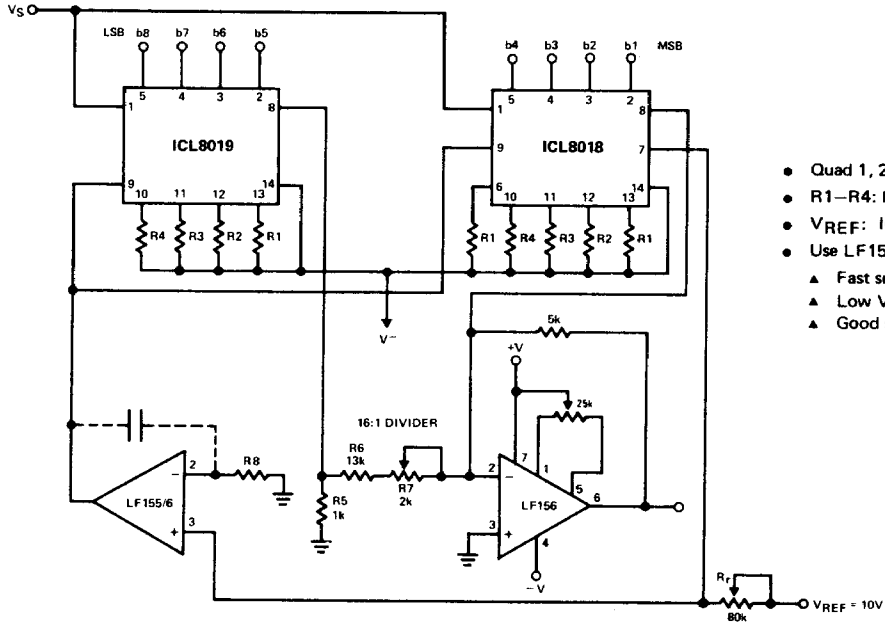 VS
LSB b8 b7 b6 b5
b4 b3 b2 b1 MSB
5 4 3 2
1 8
ICL8019
9 14
10 11 12 13
R4 R3 R2 R1
5 4 3 2
1 8
9 7
ICL8018
6 14
10 11 12 13
R1 R4 R3 R2 R1
V−
5k
+V
25k
16:1 DIVIDER
R6
13k
R7
2k
R5
1k
2
−
R8
LF155/6
3
+
7
1
2
−
5
6
LF156
3
+
4
−V
Rr
80k
VREF = 10V
• Quad 1, 2
• R1−R4:
• VREF:
• Use LF15
▲ Fast
▲ Low V
▲ Good